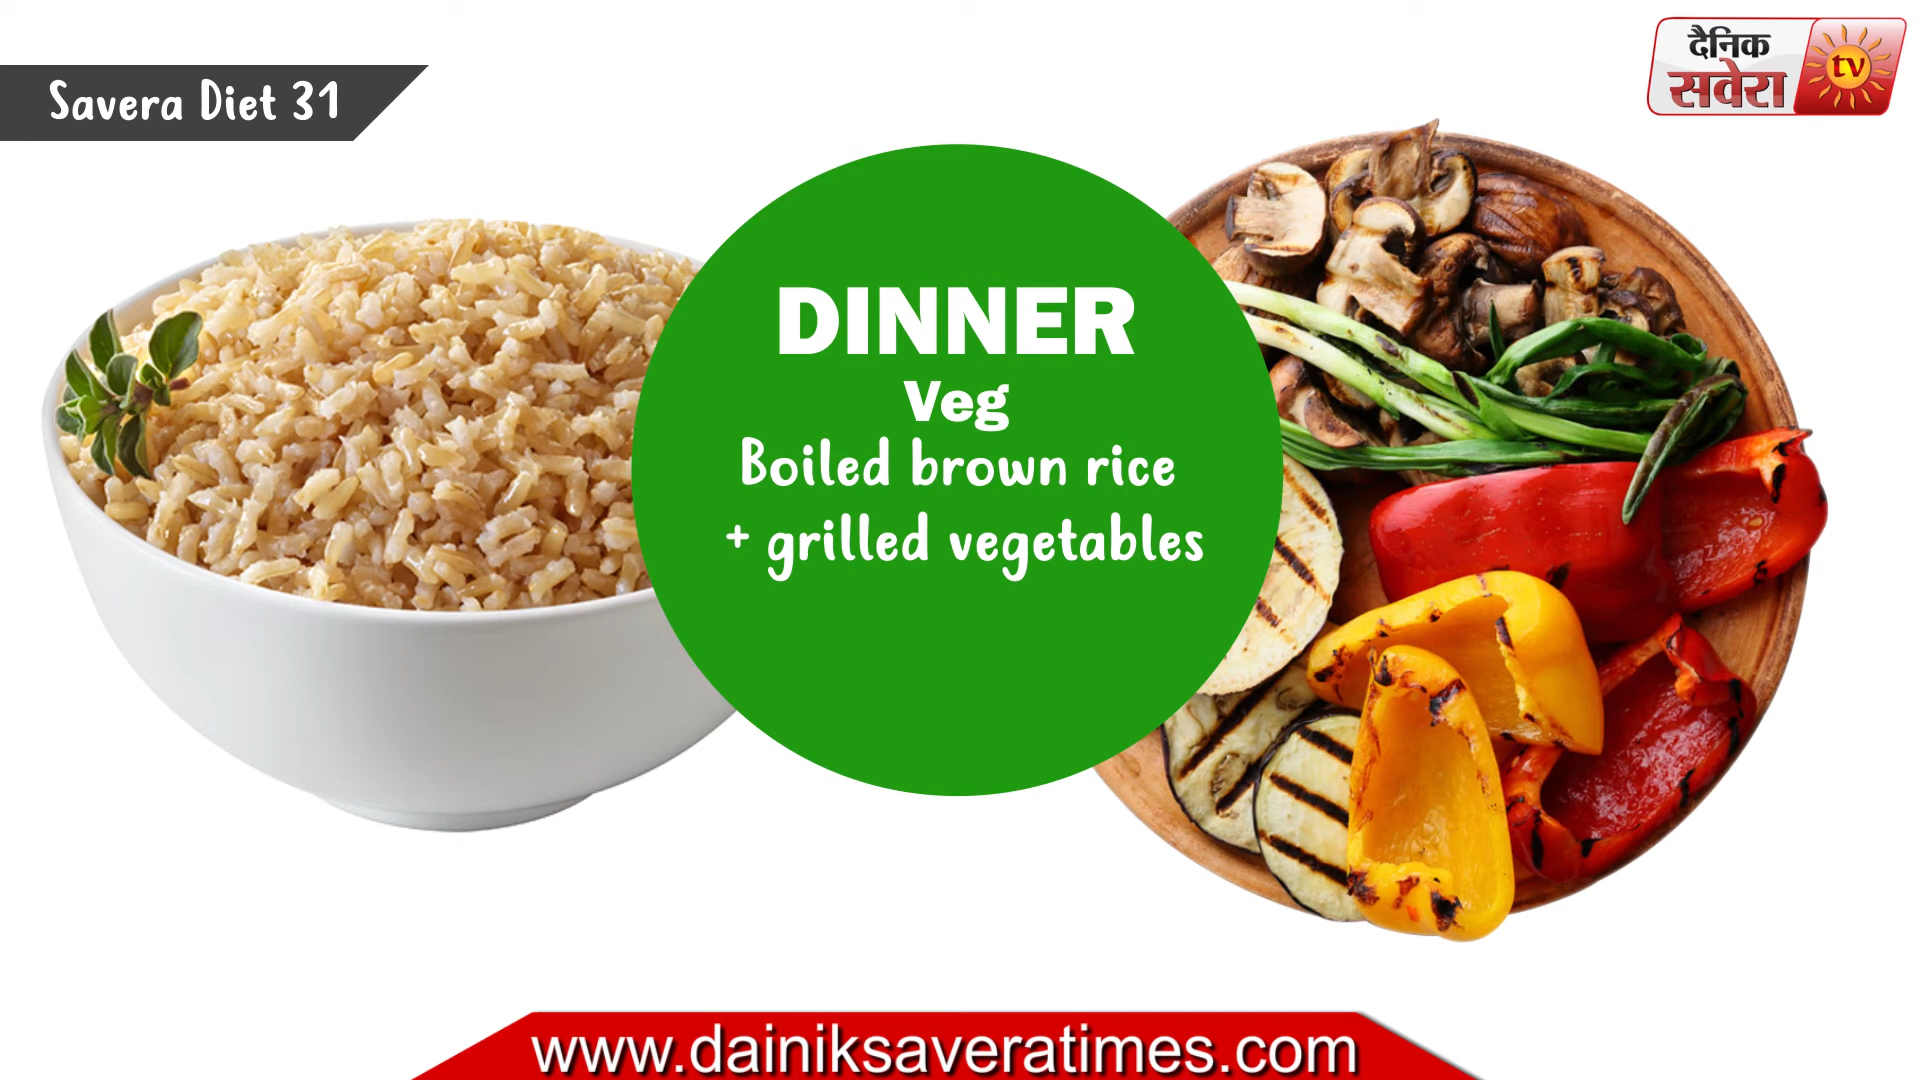 Savera Diet 31
दैनिक
सवेरा
tv
DINNER
Veg
Boiled brown rice
+ grilled vegetables
www.dainiksaveratimes.com